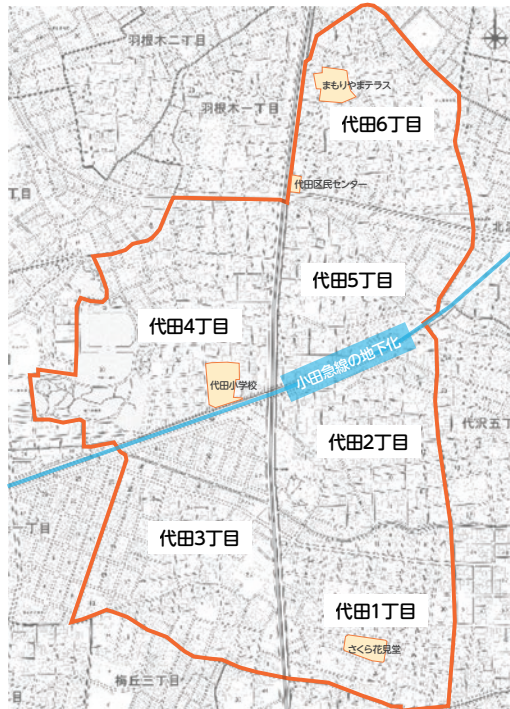 羽根木二丁目
まもりやまテラス
羽根木一丁目
代田6丁目
代田区民センター
丁目
北沢
代田5丁目
代田4丁目
小田急線の地下化
代田小学校
代沢五丁
代田2丁目
一丁目
代田3丁目
代田1丁目
さくら花見堂
梅丘三丁目
目